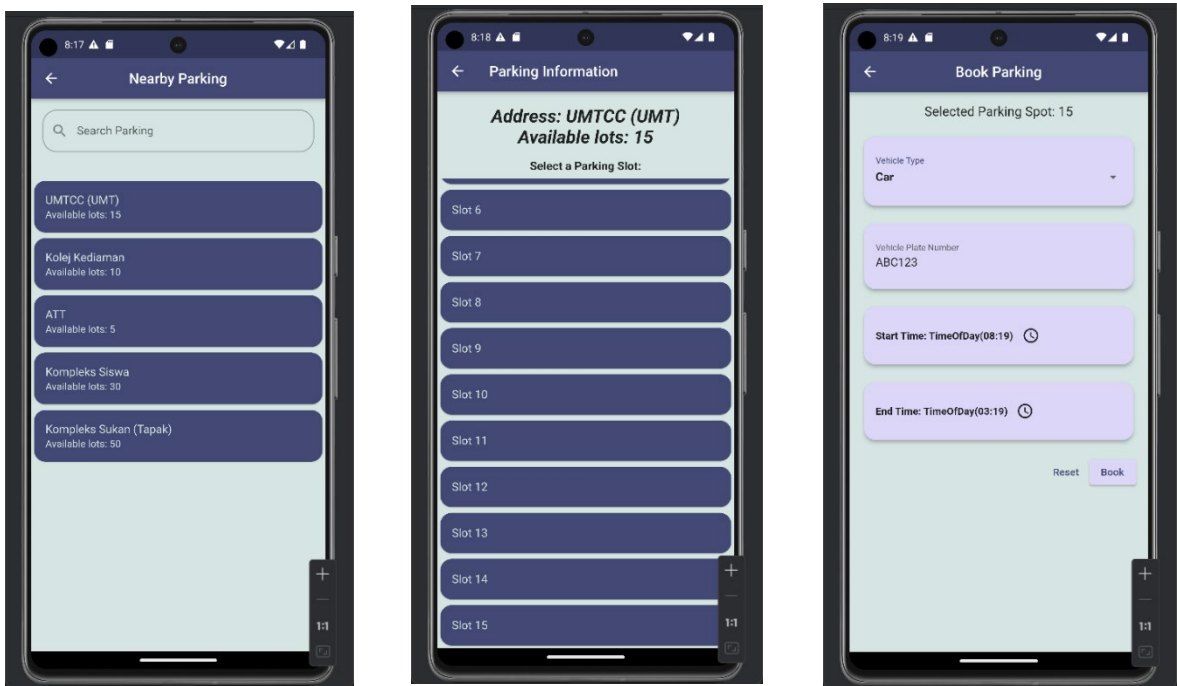 8:17
Nearby Parking
Search Parking
UMTCC (UMT)
Available lots: 15
Kolej Kediaman
Available lots: 10
ATT
Available lots: 5
Kompleks Siswa
Available lots: 30
Kompleks Sukan (Tapak)
Available lots: 50
1:1
8:18
Parking Information
Address: UMTCC (UMT)
Available lots: 15
Select a Parking Slot:
Slot 6
Slot 7
Slot 8
Slot 9
Slot 10
Slot 11
Slot 12
Slot 13
Slot 14
Slot 15
1:1
8:19
Book Parking
Selected Parking Spot: 15
Vehicle Type
Car
Vehicle Plate Number
ABC123
Start Time: TimeOfDay(08:19)
End Time: TimeOfDay(03:19)
Reset Book
1:1